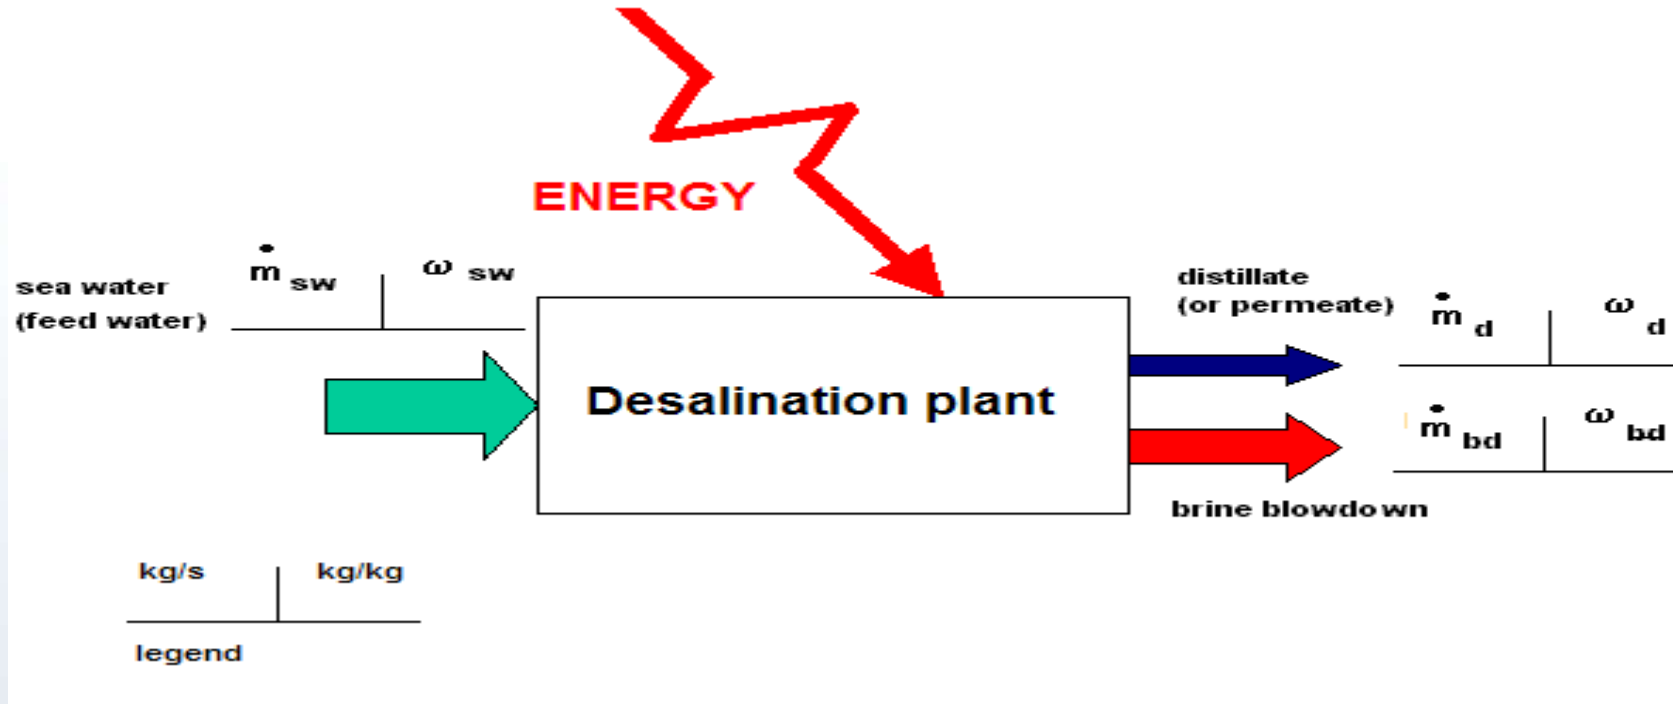 ENERGY
sea water
(feed water)
ṁ sw | ω sw
Desalination plant
distillate
(or permeate)
ṁ d | ω d
ṁ bd | ω bd
brine blowdown
kg/s | kg/kg
legend